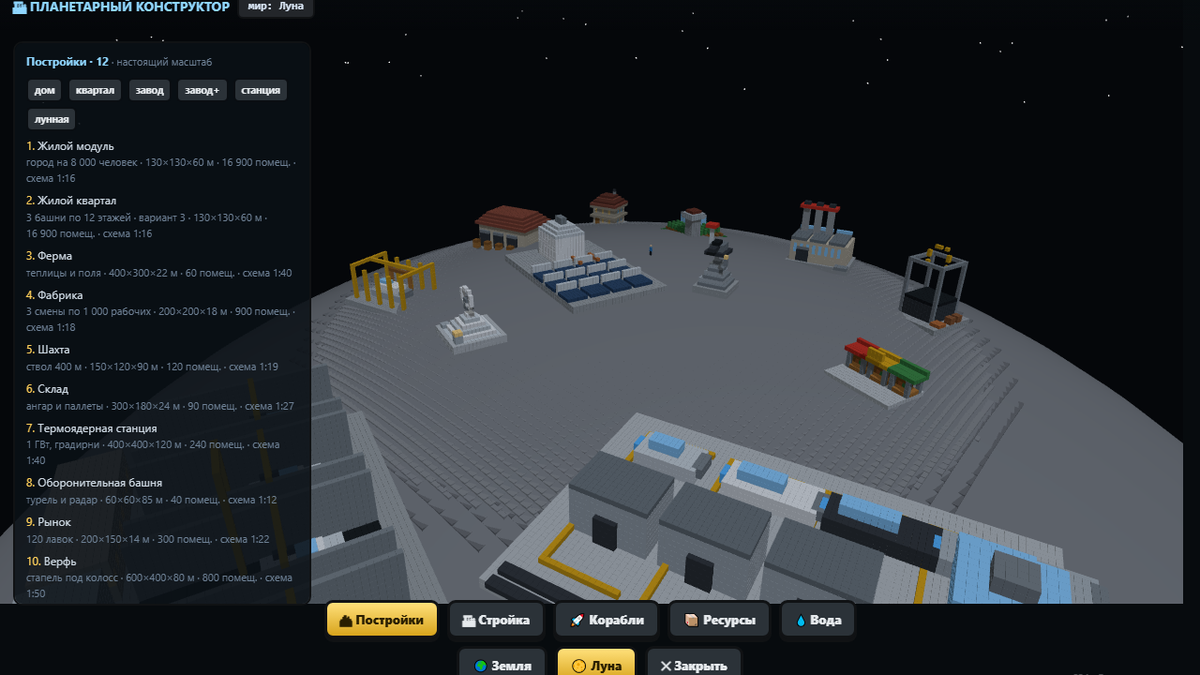 ПЛАНЕТАРНЫЙ КОНСТРУКТОР
мир: Луна
Постройки · 12 · настоящий масштаб
дом квартал завод завод+ станция
лунная
1. Жилой модуль
город на 8 000 человек · 130×130×60 м · 16 900 помещ. ·
схема 1:16
2. Жилой квартал
3 башни по 12 этажей · вариант 3 · 130×130×60 м ·
16 900 помещ. · схема 1:16
3. Ферма
теплицы и поля · 400×300×22 м · 60 помещ. · схема 1:40
4. Фабрика
3 смены по 1 000 рабочих · 200×200×18 м · 900 помещ. ·
схема 1:18
5. Шахта
ствол 400 м · 150×120×90 м · 120 помещ. · схема 1:19
6. Склад
ангар и паллеты · 300×180×24 м · 90 помещ. · схема 1:27
7. Термоядерная станция
1 ГВт, градирни · 400×400×120 м · 240 помещ. · схема
1:40
8. Оборонительная башня
турель и радар · 60×60×85 м · 40 помещ. · схема 1:12
9. Рынок
120 лавок · 200×150×14 м · 300 помещ. · схема 1:22
10. Верфь
стапель под колосс · 600×400×80 м · 800 помещ. · схема
1:50
Постройки Стройка Корабли Ресурсы Вода
Земля Луна Закрыть